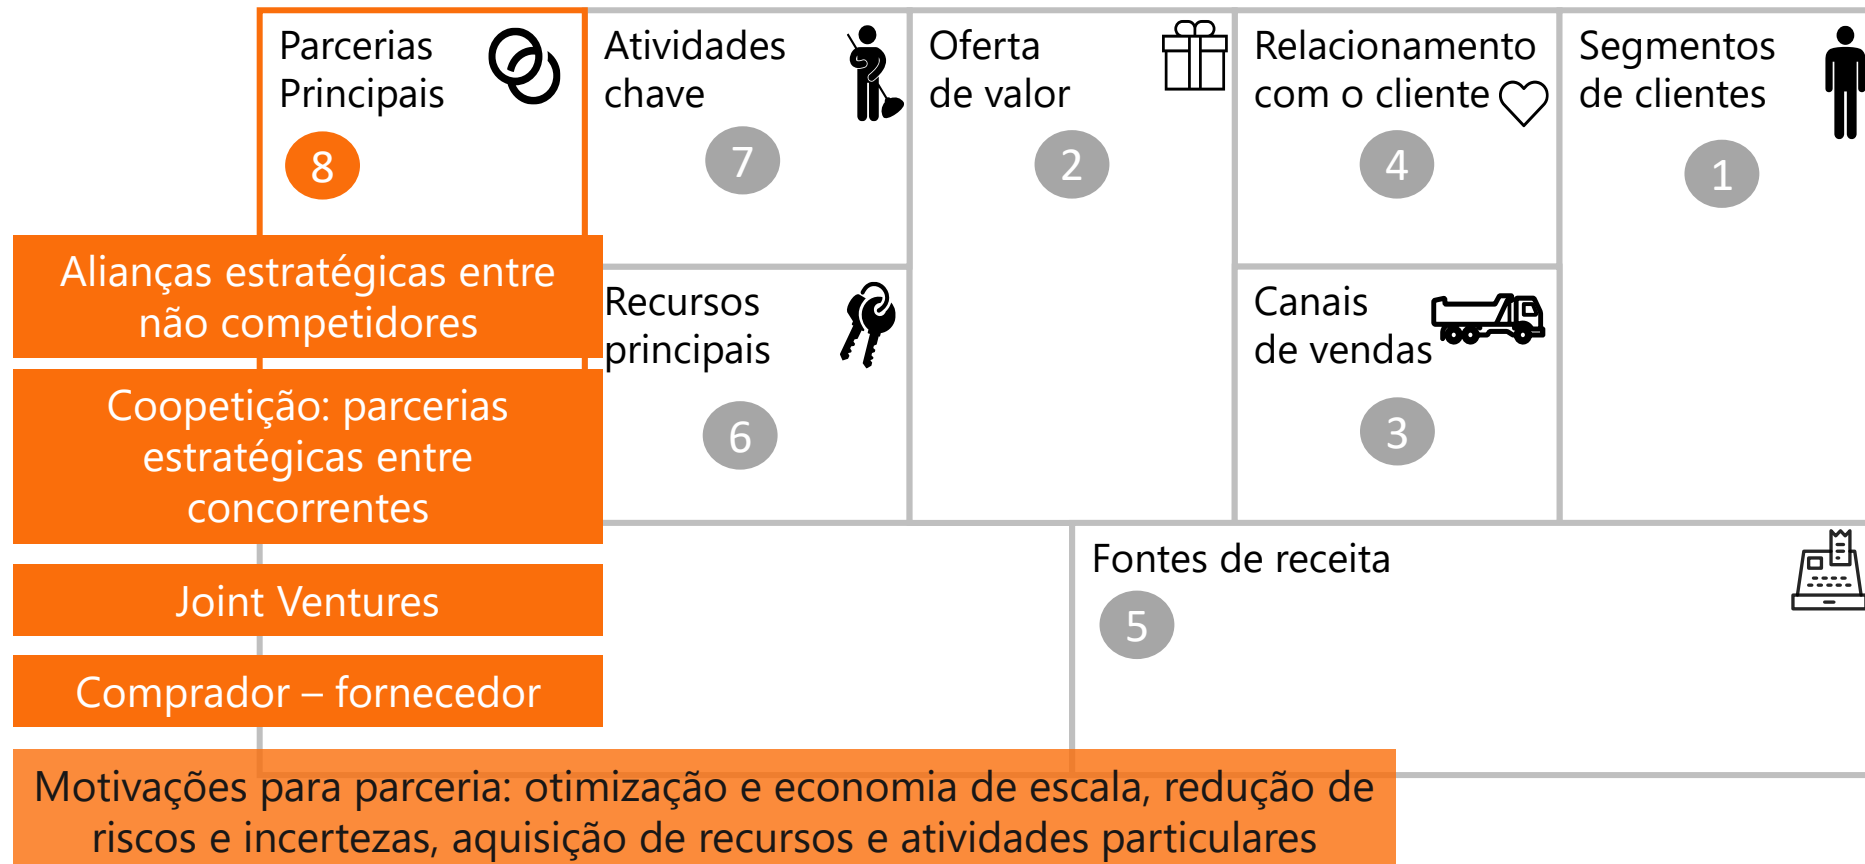 Parcerias
Principais
8
Atividades
chave
7
Oferta
de valor
2
Relacionamento
com o cliente
4
Segmentos
de clientes
1
Alianças estratégicas entre
não competidores
Recursos
principais
6
Canais
de vendas
3
Coopetição: parcerias
estratégicas entre
concorrentes
Joint Ventures
Comprador – fornecedor
Fontes de receita
5
Motivações para parceria: otimização e economia de escala, redução de
riscos e incertezas, aquisição de recursos e atividades particulares